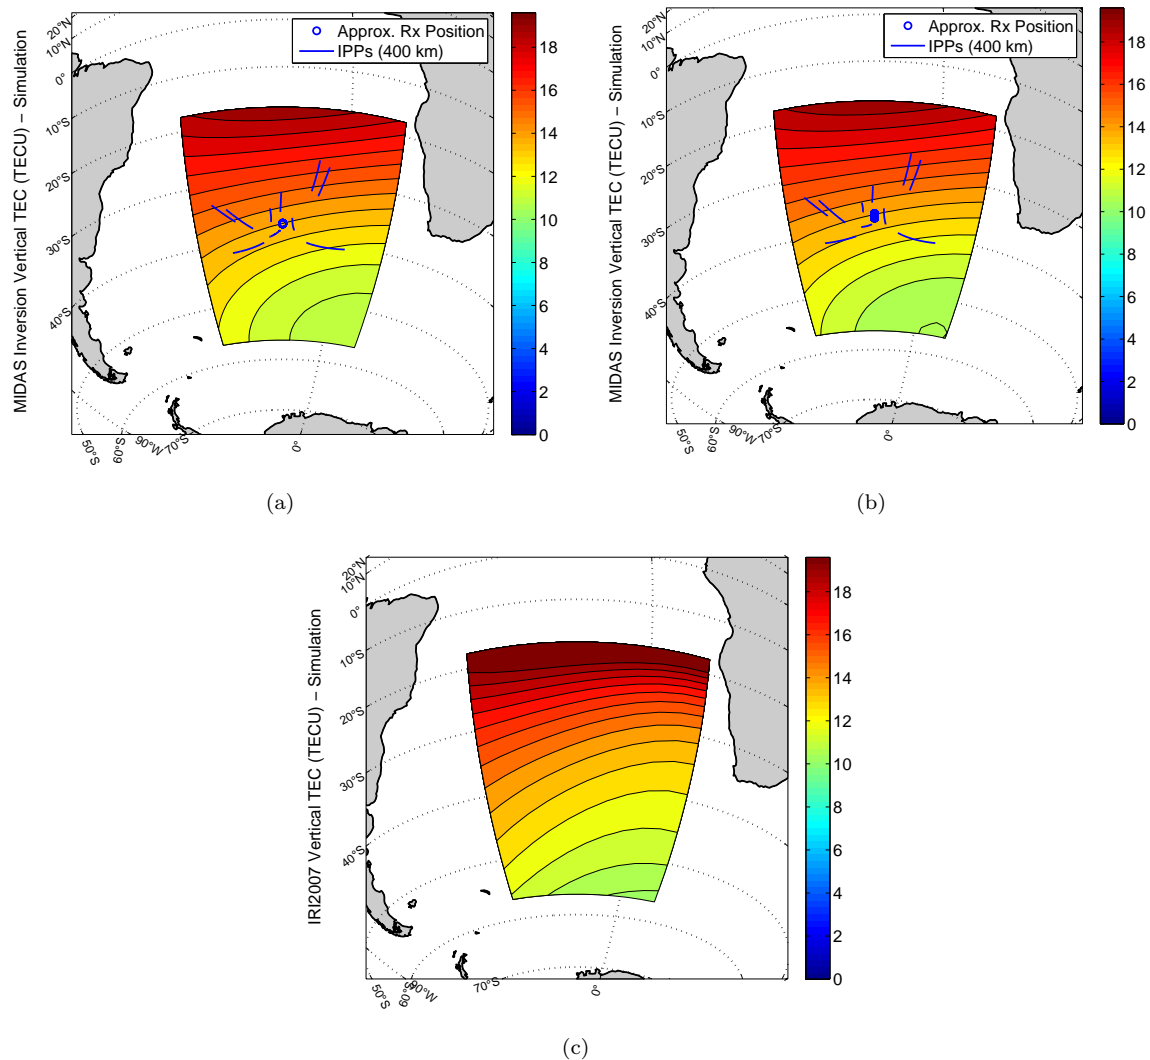 MIDAS Inversion Vertical TEC (TECU) – Simulation
20°N
10°N
0°
10°S
20°S
30°S
40°S
50°S
60°S
90°W
70°S
0°
Approx. Rx Position
IPPs (400 km)
18
16
14
12
10
8
6
4
2
0
(a)
MIDAS Inversion Vertical TEC (TECU) – Simulation
20°N
10°N
0°
10°S
20°S
30°S
40°S
50°S
60°S
90°W
70°S
0°
Approx. Rx Position
IPPs (400 km)
18
16
14
12
10
8
6
4
2
0
(b)
IRI2007 Vertical TEC (TECU) – Simulation
20°N
10°N
0°
10°S
20°S
30°S
40°S
50°S
60°S
90°W
70°S
0°
18
16
14
12
10
8
6
4
2
0
(c)